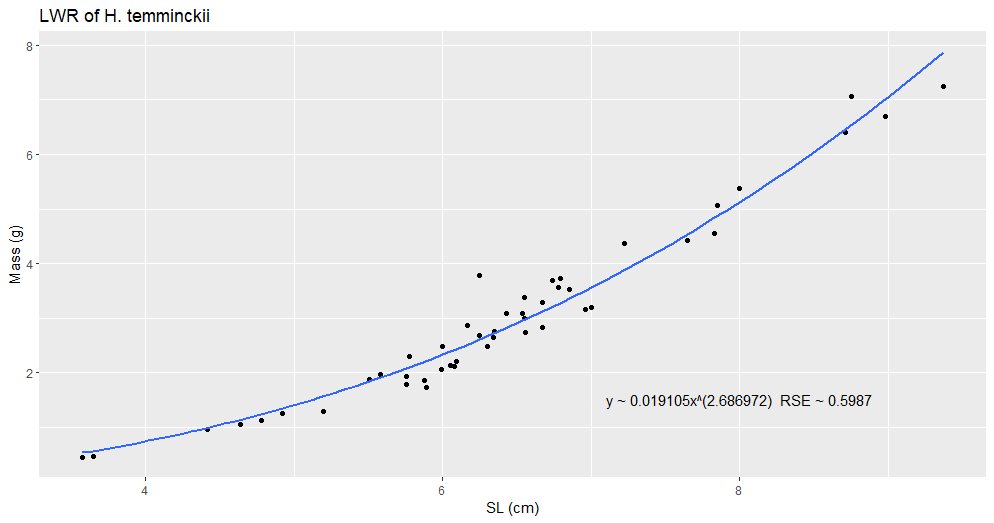 LWR of H. temminckii
8
6
4
2
Mass (g)
y ~ 0.019105x^(2.686972)  RSE ~ 0.5987
4 6 8
SL (cm)